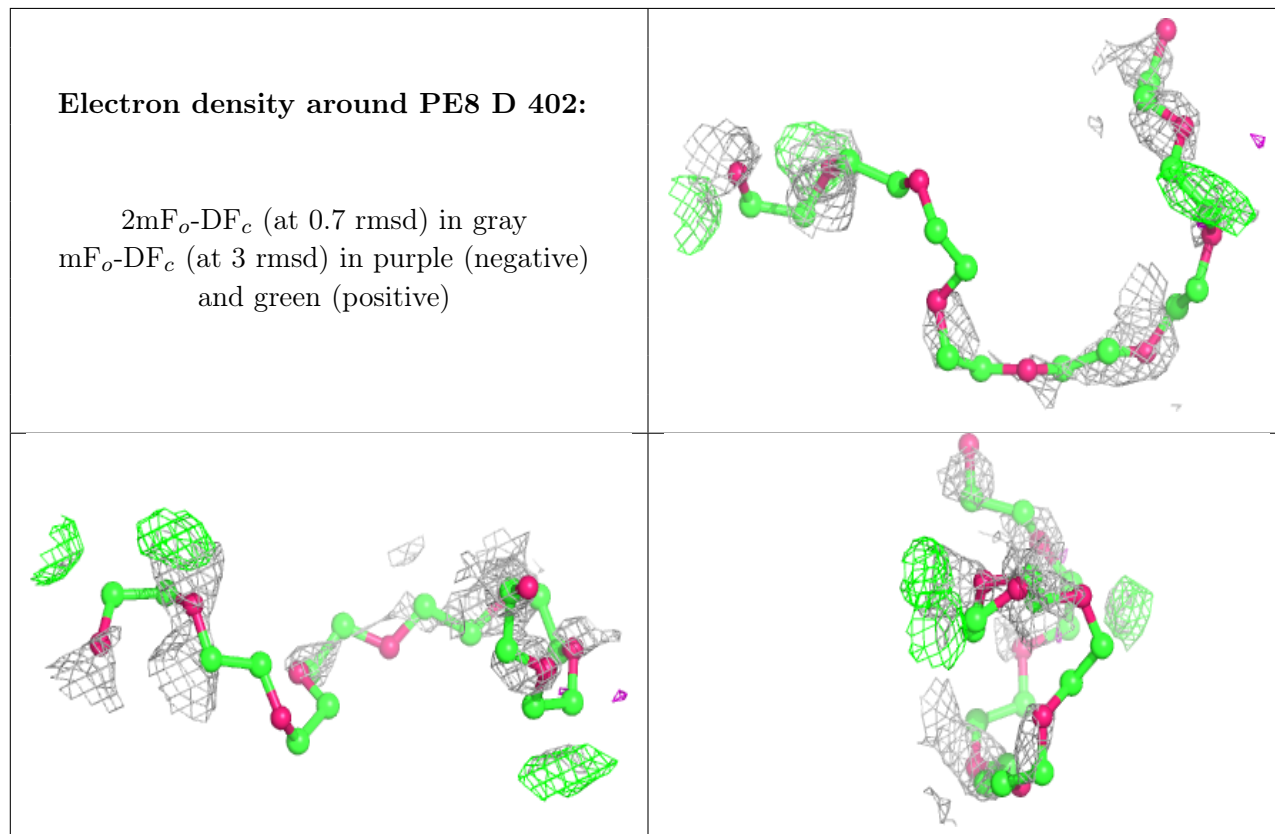 Electron density around PE8 D 402:
2mFo-DFc (at 0.7 rmsd) in gray
mFo-DFc (at 3 rmsd) in purple (negative)
and green (positive)